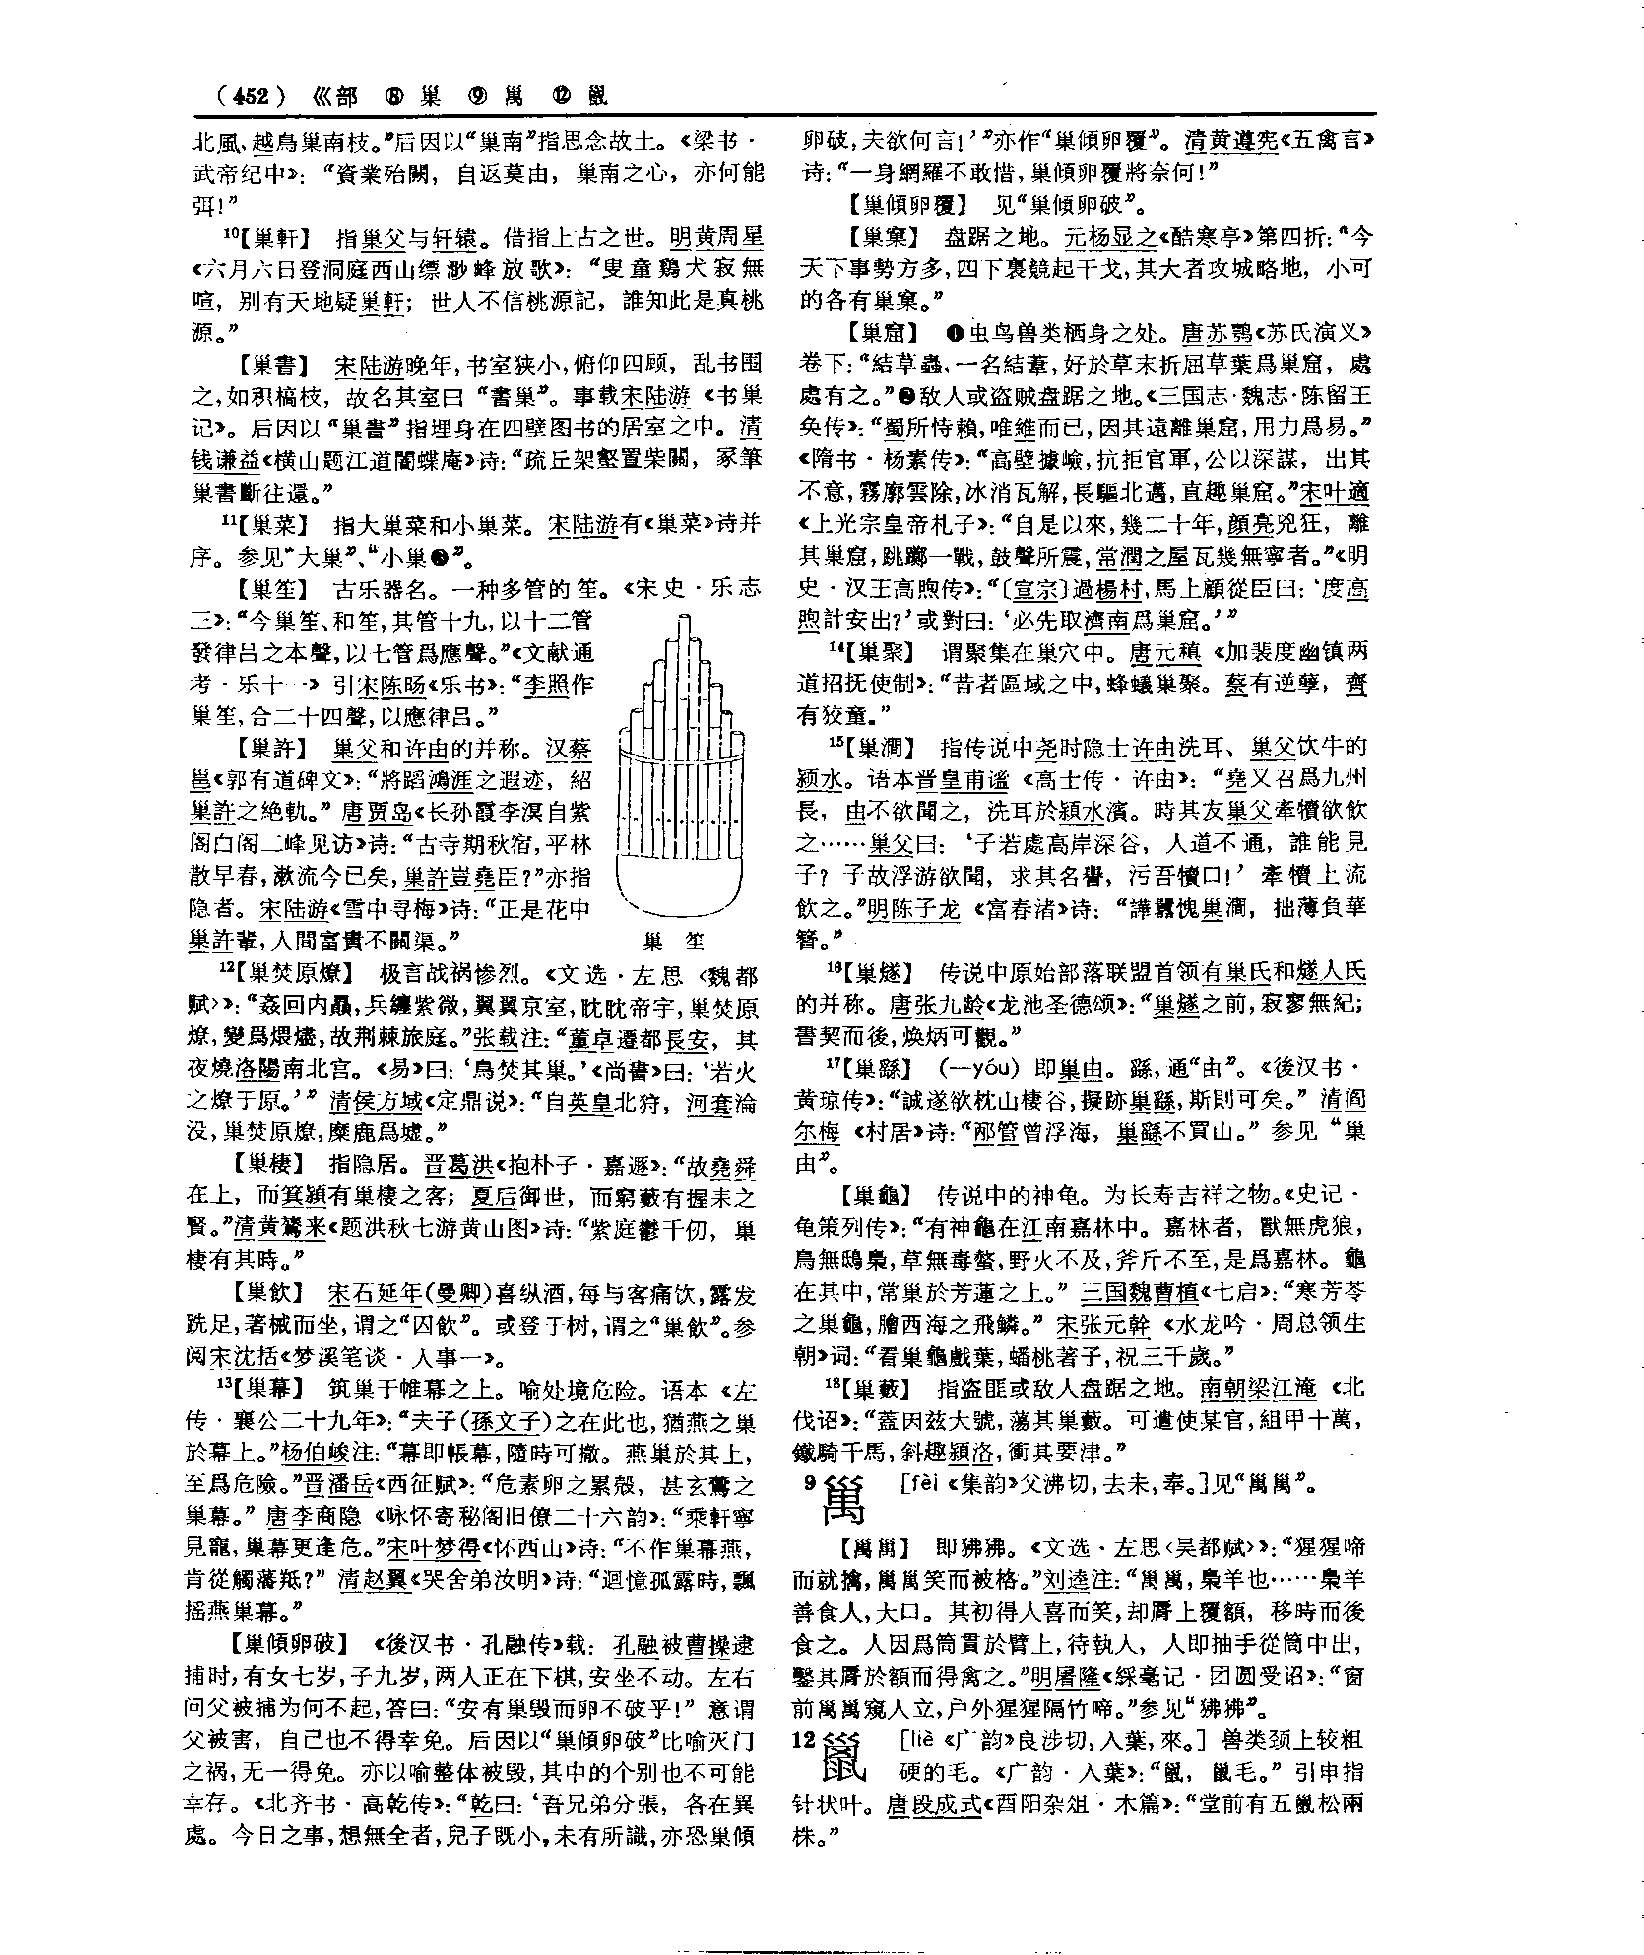 (452) 巛部 ⑧ 巢 ⑨ 𡿺 ⑫ 巤
北風、越鳥巢南枝。”后因以“巢南”指思念故土。《梁书·
武帝纪中》：“資業殆闕，自返莫由，巢南之心，亦何能
弭！”
¹⁰【巢軒】 指巢父与轩辕。借指上古之世。明黄周星
《六月六日登洞庭西山缥渺峰放歌》：“叟童鷄犬寂無
喧，别有天地疑巢軒；世人不信桃源記，誰知此是真桃
源。”
【巢書】 宋陆游晚年，书室狭小，俯仰四顾，乱书围
之，如积槁枝，故名其室曰“書巢”。事载宋陆游《书巢
记》。后因以“巢書”指埋身在四壁图书的居室之中。清
钱谦益《横山题江道闇蝶庵》诗：“疏丘架壑置柴關，冢筆
巢書斷往還。”
¹¹【巢菜】 指大巢菜和小巢菜。宋陆游有《巢菜》诗并
序。参见“大巢”、“小巢❷”。
【巢笙】 古乐器名。一种多管的笙。《宋史·乐志
三》：“今巢笙、和笙，其管十九，以十二管
發律吕之本聲，以七管爲應聲。”《文献通
考·乐十一》引宋陈旸《乐书》：“李照作
巢笙，合二十四聲，以應律吕。”
【巢許】 巢父和许由的并称。汉蔡
邕《郭有道碑文》：“將蹈鴻涯之遐迹，紹
巢許之絶軌。”唐贾岛《长孙霞李溟自紫
阁白阁二峰见访》诗：“古寺期秋宿，平林
散早春，漱流今已矣，巢許豈堯臣？”亦指
隐者。宋陆游《雪中寻梅》诗：“正是花中
巢許輩，人間富貴不關渠。”
巢 笙
¹²【巢焚原燎】 极言战祸惨烈。《文选·左思〈魏都
赋〉》：“姦回内贔，兵纏紫微，翼翼京室，眈眈帝宇，巢焚原
燎，變爲煨燼，故荆棘旅庭。”张载注：“董卓遷都長安，其
夜燒洛陽南北宫。《易》曰：‘鳥焚其巢。’《尚書》曰：‘若火
之燎于原。’”清侯方域《定鼎说》：“自英皇北狩，河套淪
没，巢焚原燎，糜鹿爲墟。”
【巢棲】 指隐居。晋葛洪《抱朴子·嘉遯》：“故堯舜
在上，而箕潁有巢棲之客；夏后御世，而窮藪有握耒之
賢。”清黄鷟来《题洪秋七游黄山图》诗：“紫庭鬱千仞，巢
棲有其時。”
【巢飲】 宋石延年(曼卿)喜纵酒，每与客痛饮，露发
跣足，著械而坐，谓之“囚飲”。或登于树，谓之“巢飲”。参
阅宋沈括《梦溪笔谈·人事一》。
¹³【巢幕】 筑巢于帷幕之上。喻处境危险。语本《左
传·襄公二十九年》：“夫子(孫文子)之在此也，猶燕之巢
於幕上。”杨伯峻注：“幕即帳幕，隨時可撤。燕巢於其上，
至爲危險。”晋潘岳《西征赋》：“危素卵之累殼，甚玄鷰之
巢幕。”唐李商隐《咏怀寄秘阁旧僚二十六韵》：“乘軒寧
見寵，巢幕更逢危。”宋叶梦得《怀西山》诗：“不作巢幕燕，
肯從觸藩羝？”清赵翼《哭舍弟汝明》诗：“迴憶孤露時，飄
摇燕巢幕。”
【巢傾卵破】 《後汉书·孔融传》载：孔融被曹操逮
捕时，有女七岁，子九岁，两人正在下棋，安坐不动。左右
问父被捕为何不起，答曰：“安有巢毁而卵不破乎！”意谓
父被害，自己也不得幸免。后因以“巢傾卵破”比喻灭门
之祸，无一得免。亦以喻整体被毁，其中的个别也不可能
幸存。《北齐书·高乾传》：“乾曰：‘吾兄弟分張，各在異
處。今日之事，想無全者，兒子既小，未有所識，亦恐巢傾
卵破，夫欲何言！’”亦作“巢傾卵覆”。清黄遵宪《五禽言》
诗：“一身網羅不敢惜，巢傾卵覆將奈何！”
【巢傾卵覆】 见“巢傾卵破”。
【巢窠】 盘踞之地。元杨显之《酷寒亭》第四折：“今
天下事勢方多，四下裏競起干戈，其大者攻城略地，小可
的各有巢窠。”
【巢窟】 ❶虫鸟兽类栖身之处。唐苏鹗《苏氏演义》
卷下：“結草蟲、一名結葦，好於草末折屈草葉爲巢窟，處
處有之。”❷敌人或盗贼盘踞之地。《三国志·魏志·陈留王
奂传》：“蜀所恃賴，唯維而已，因其遠離巢窟，用力爲易。”
《隋书·杨素传》：“高壁據嶮，抗拒官軍，公以深謀，出其
不意，霧廓雲除，冰消瓦解，長驅北邁，直趣巢窟。”宋叶適
《上光宗皇帝札子》：“自是以來，幾二十年，顔亮兇狂，離
其巢窟，跳躑一戰，鼓聲所震，常潤之屋瓦幾無寧者。”《明
史·汉王高煦传》：“〔宣宗〕過楊村，馬上顧從臣曰：‘度高
煦計安出？’或對曰：‘必先取濟南爲巢窟。’”
¹⁴【巢聚】 谓聚集在巢穴中。唐元稹《加裴度幽镇两
道招抚使制》：“昔者區域之中，蜂蟻巢聚。蔡有逆孽，齊
有狡童。”
¹⁵【巢澗】 指传说中尧时隐士许由洗耳、巢父饮牛的
颍水。语本晋皇甫谧《高士传·许由》：“堯又召爲九州
長，由不欲聞之，洗耳於潁水濱。時其友巢父牽犢欲飲
之……巢父曰：‘子若處高岸深谷，人道不通，誰能見
子？子故浮游欲聞，求其名譽，污吾犢口！’牽犢上流
飲之。”明陈子龙《富春渚》诗：“譁囂愧巢澗，拙薄負華
簪。”
¹⁶【巢燧】 传说中原始部落联盟首领有巢氏和燧人氏
的并称。唐张九龄《龙池圣德颂》：“巢燧之前，寂寥無紀；
書契而後，焕炳可觀。”
¹⁷【巢繇】 (—yóu) 即巢由。繇，通“由”。《後汉书·
黄琼传》：“誠遂欲枕山棲谷，擬跡巢繇，斯則可矣。”清阎
尔梅《村居》诗：“邴管曾浮海，巢繇不買山。”参见“巢
由”。
【巢龜】 传说中的神龟。为长寿吉祥之物。《史记·
龟策列传》：“有神龜在江南嘉林中。嘉林者，獸無虎狼，
鳥無鴟梟，草無毒螫，野火不及，斧斤不至，是爲嘉林。龜
在其中，常巢於芳蓮之上。”三国魏曹植《七启》：“寒芳苓
之巢龜，膾西海之飛鱗。”宋张元幹《水龙吟·周总领生
朝》词：“看巢龜戲葉，蟠桃著子，祝三千歲。”
¹⁸【巢藪】 指盗匪或敌人盘踞之地。南朝梁江淹《北
伐诏》：“蓋因兹大號，蕩其巢藪。可遣使某官，組甲十萬，
鐵騎千馬，斜趣潁洛，衝其要津。”
9 𡿺 [fèi《集韵》父沸切，去未，奉。]见“𡿺𡿺”。
【𡿺𡿺】 即狒狒。《文选·左思〈吴都赋〉》：“猩猩啼
而就擒，𡿺𡿺笑而被格。”刘逵注：“𡿺𡿺，梟羊也……梟羊
善食人，大口。其初得人喜而笑，却脣上覆額，移時而後
食之。人因爲筒貫於臂上，待執人，人即抽手從筒中出，
鑿其脣於額而得禽之。”明屠隆《綵毫记·团圆受诏》：“窗
前𡿺𡿺窺人立，户外猩猩隔竹啼。”参见“狒狒”。
12 巤 [liè《广韵》良涉切，入葉，來。]兽类颈上较粗
硬的毛。《广韵·入葉》：“巤，巤毛。”引申指
针状叶。唐段成式《酉阳杂俎·木篇》：“堂前有五巤松兩
株。”